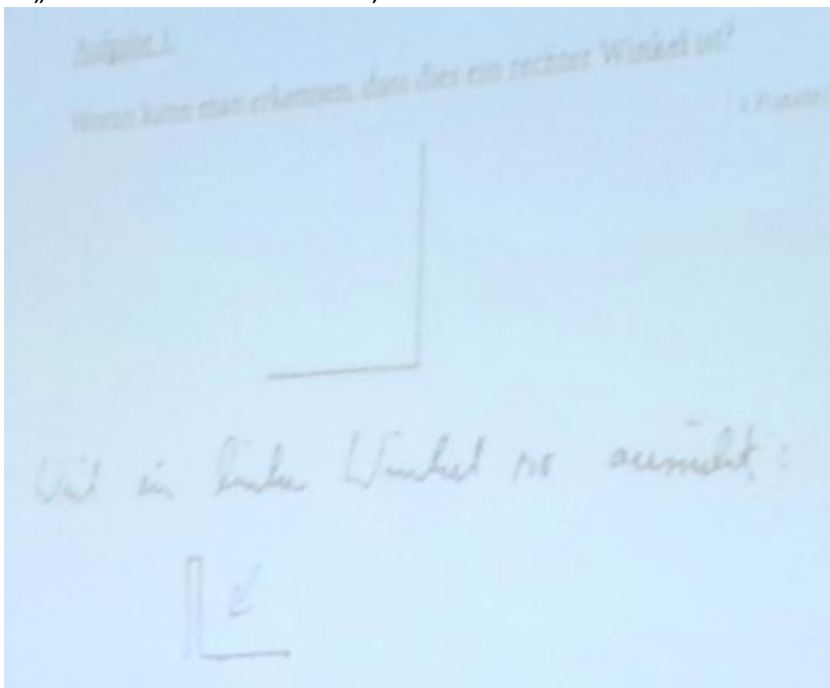 Aufgabe 1:
Woran kann man erkennen, dass dies ein rechter Winkel ist?
Weil ein linker Winkel so aussieht: